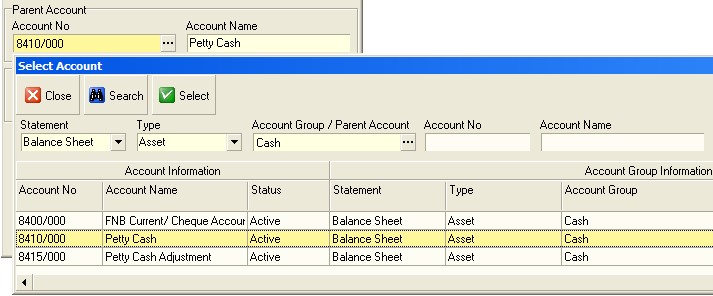 Parent Account
Account No Account Name
8410/000 ... Petty Cash
Select Account
Close Search Select
Statement Type Account Group / Parent Account Account No Account Name
Balance Sheet Asset Cash ...
Account Information Account Group Information
Account No Account Name Status Statement Type Account Group
8400/000 FNB Current/ Cheque Accour Active Balance Sheet Asset Cash
8410/000 Petty Cash Active Balance Sheet Asset Cash
8415/000 Petty Cash Adjustment Active Balance Sheet Asset Cash